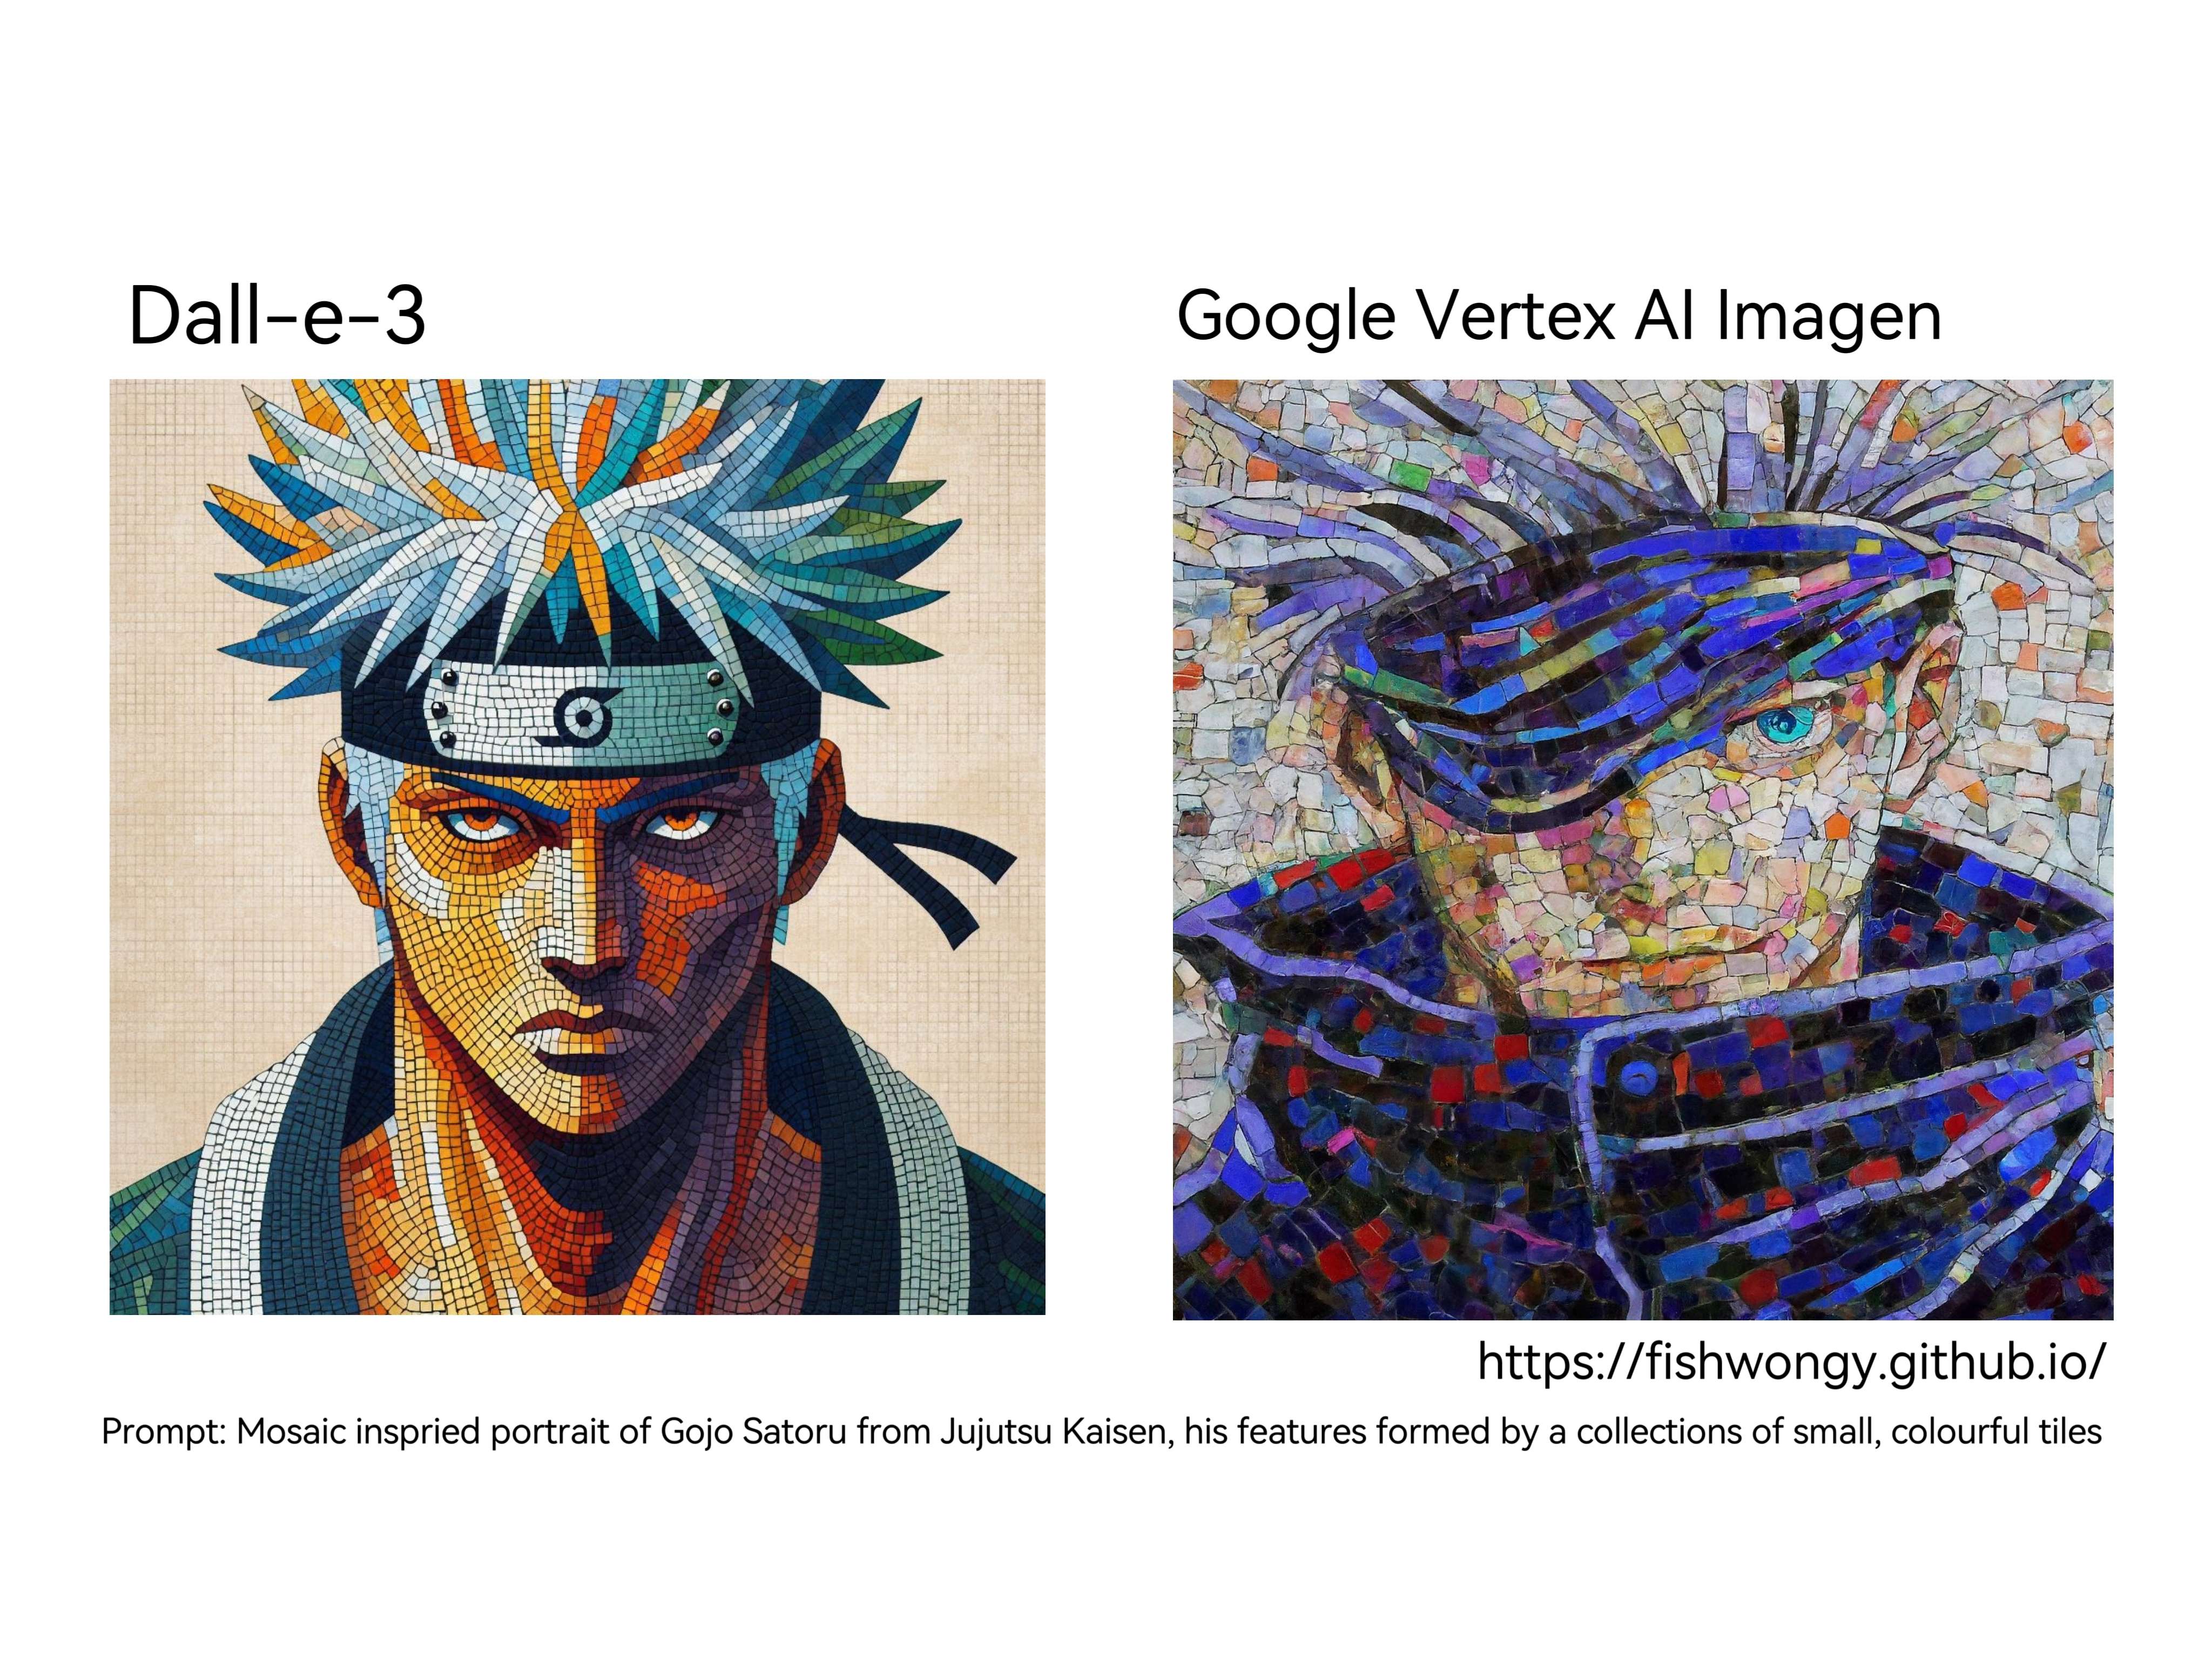 Dall-e-3
Google Vertex AI Imagen
https://fishwongy.github.io/
Prompt: Mosaic inspried portrait of Gojo Satoru from Jujutsu Kaisen, his features formed by a collections of small, colourful tiles